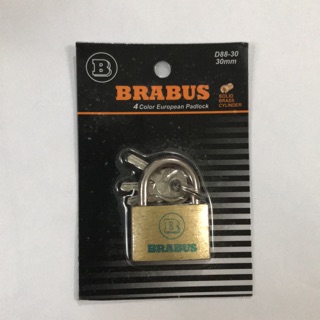 B
D88-30
30mm
BRABUS
4 Color European Padlock
SOLID
BRASS
CYLINDER
B
BRABUS